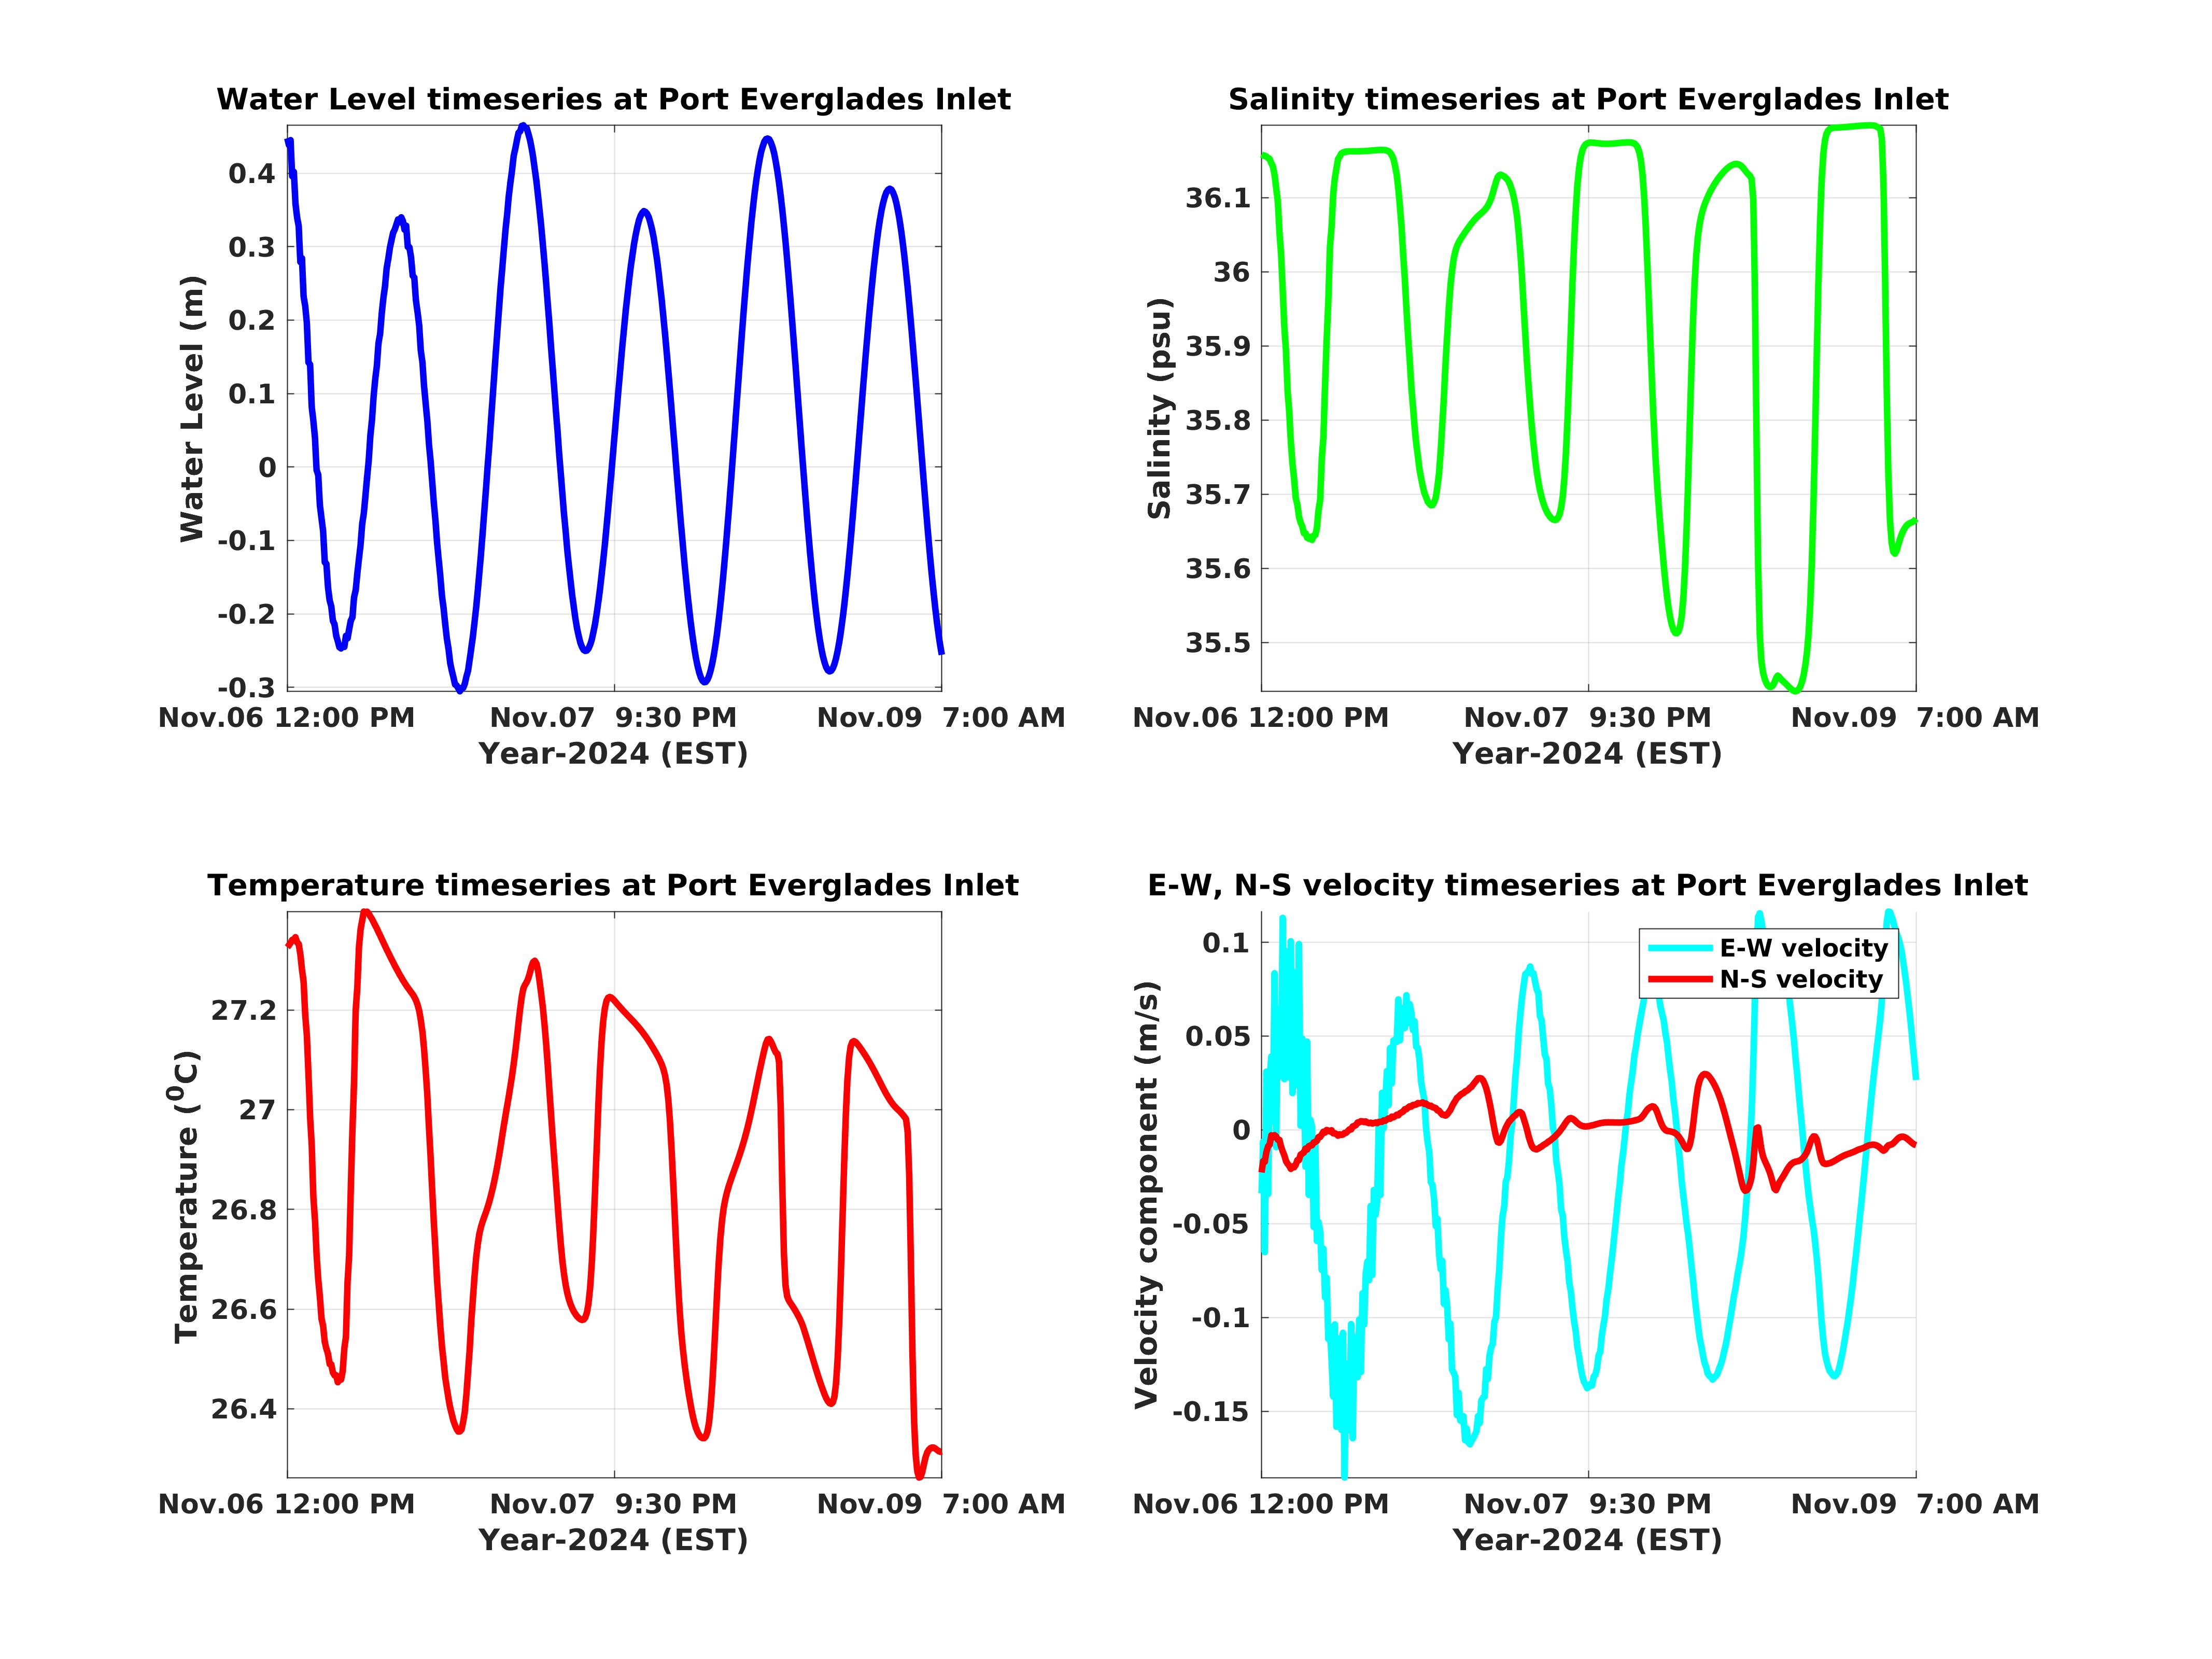 Water Level timeseries at Port Everglades Inlet
Water Level (m)
0.4
0.3
0.2
0.1
0
-0.1
-0.2
-0.3
Nov.06 12:00 PM
Nov.07 9:30 PM
Nov.09 7:00 AM
Year-2024 (EST)
Salinity timeseries at Port Everglades Inlet
Salinity (psu)
36.1
36
35.9
35.8
35.7
35.6
35.5
Nov.06 12:00 PM
Nov.07 9:30 PM
Nov.09 7:00 AM
Year-2024 (EST)
Temperature timeseries at Port Everglades Inlet
Temperature (⁰C)
27.2
27
26.8
26.6
26.4
Nov.06 12:00 PM
Nov.07 9:30 PM
Nov.09 7:00 AM
Year-2024 (EST)
E-W, N-S velocity timeseries at Port Everglades Inlet
Velocity component (m/s)
0.1
0.05
0
-0.05
-0.1
-0.15
E-W velocity
N-S velocity
Nov.06 12:00 PM
Nov.07 9:30 PM
Nov.09 7:00 AM
Year-2024 (EST)